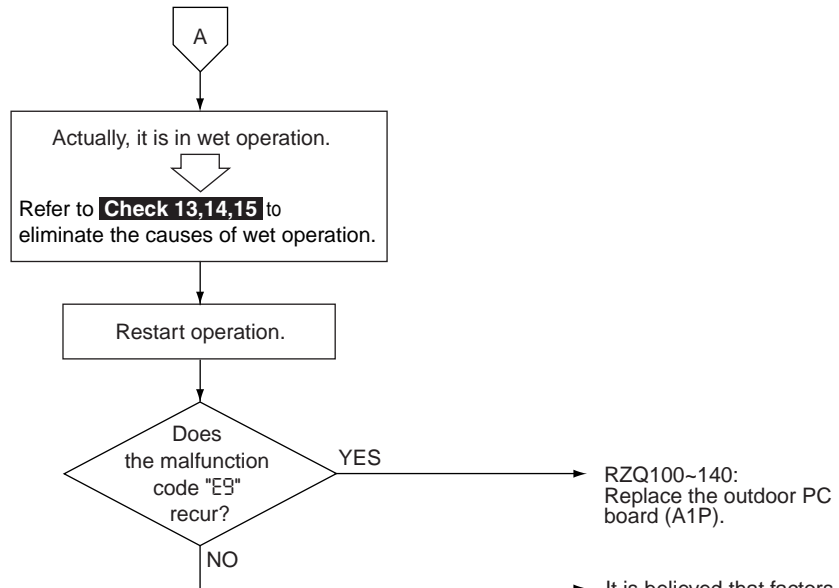 A
Actually, it is in wet operation.
Refer to Check 13,14,15 to
eliminate the causes of wet operation.
Restart operation.
Does
the malfunction
code "E9"
recur?
YES
RZQ100~140:
Replace the outdoor PC
board (A1P).
NO
It is believed that factors